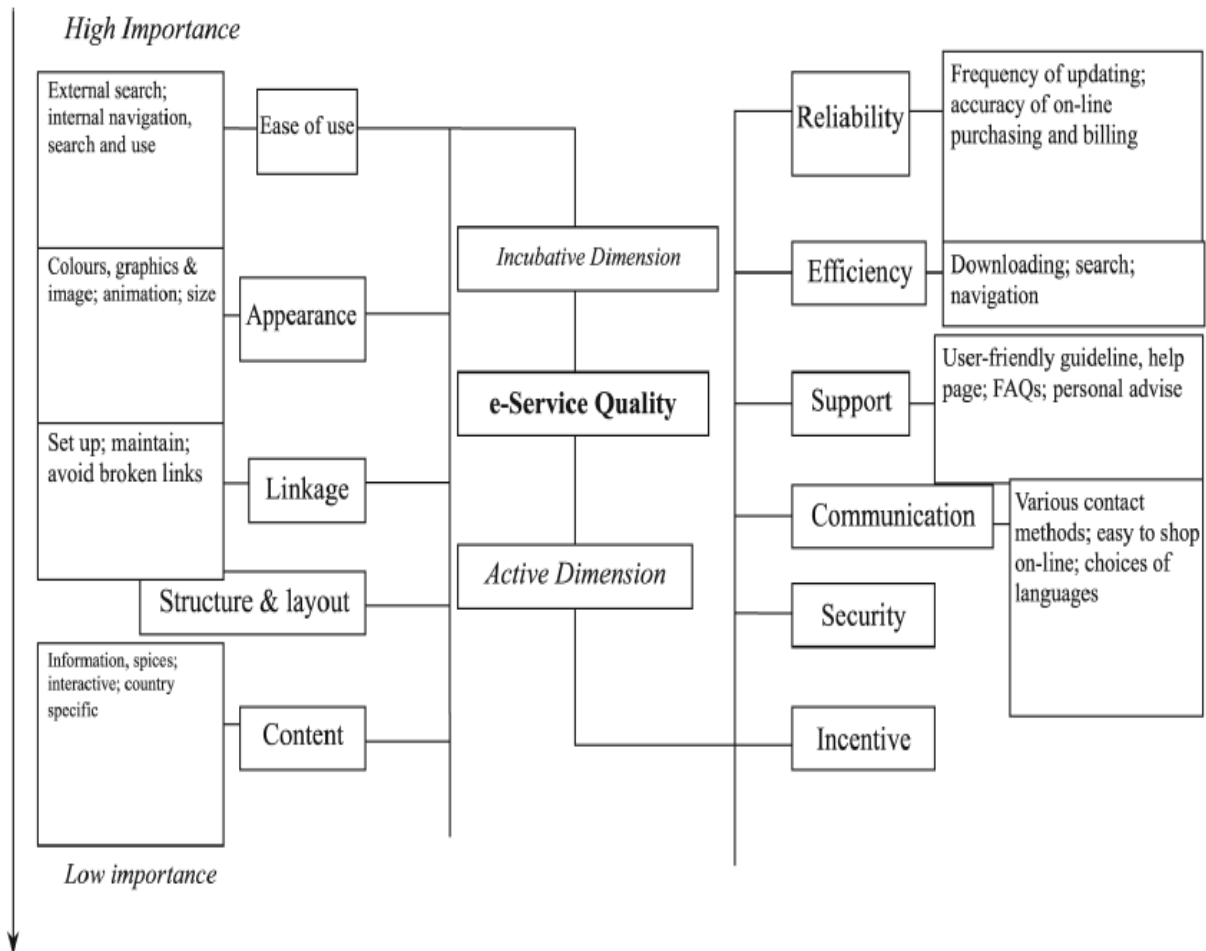 High Importance
External search;
internal navigation,
search and use
Ease of use
Colours, graphics &
image; animation; size
Appearance
Set up; maintain;
avoid broken links
Linkage
Structure & layout
Information, spices;
interactive; country
specific
Content
Low importance
Incubative Dimension
e-Service Quality
Active Dimension
Reliability
Frequency of updating;
accuracy of on-line
purchasing and billing
Efficiency
Downloading; search;
navigation
Support
User-friendly guideline, help
page; FAQs; personal advise
Communication
Various contact
methods; easy to shop
on-line; choices of
languages
Security
Incentive